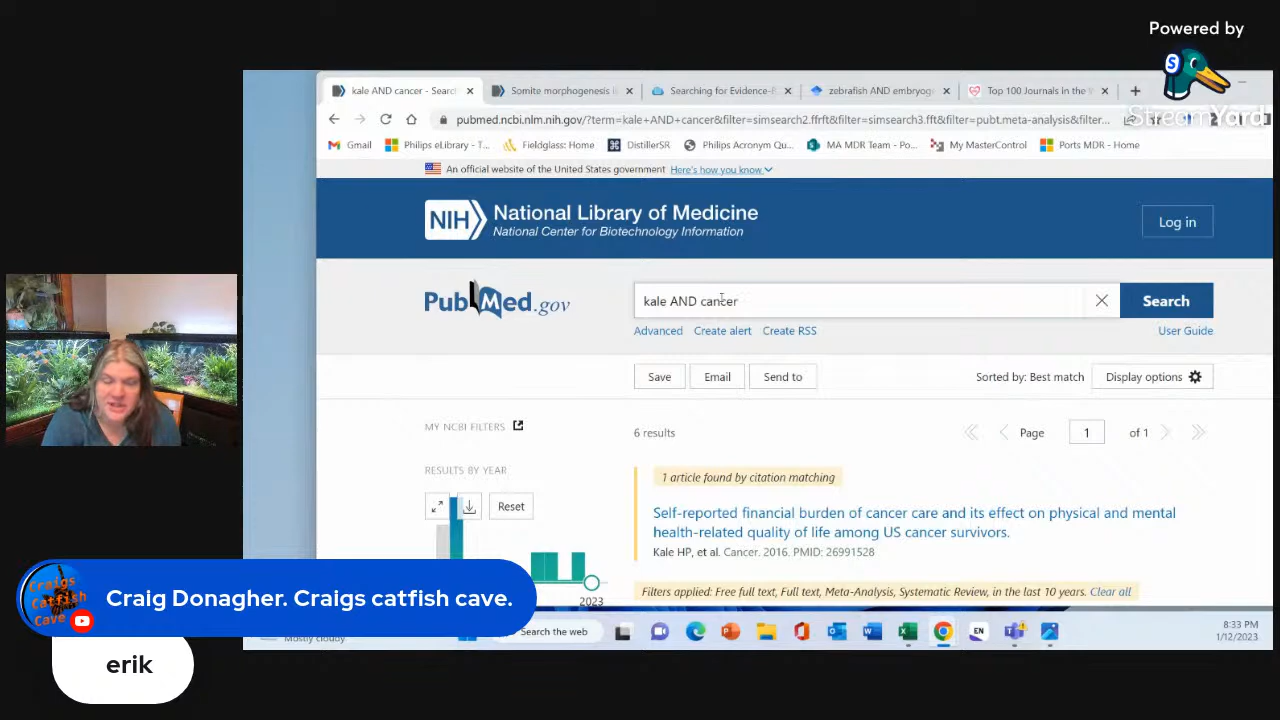 Powered by
S
StreamYard
kale AND cancer - Search
Somite morphogenesis i
Searching for Evidence-
zebrafish AND embryoge
Top 100 Journals in the W
pubmed.ncbi.nlm.nih.gov/?term=kale+AND+cancer&filter=simsearch2.ffrft&filter=simsearch3.fft&filter=pubt.meta-analysis&filter...
Gmail
Philips eLibrary - T...
Fieldglass: Home
DistillerSR
Philips Acronym Qu...
MA MDR Team - Po...
My MasterControl
Ports MDR - Home
An official website of the United States government Here's how you know
NIH National Library of Medicine
National Center for Biotechnology Information
Log in
PubMed.gov
kale AND cancer
Search
Advanced Create alert Create RSS
User Guide
Save Email Send to
Sorted by: Best match Display options
MY NCBI FILTERS
6 results
Page 1 of 1
RESULTS BY YEAR
Reset
2023
1 article found by citation matching
Self-reported financial burden of cancer care and its effect on physical and mental
health-related quality of life among US cancer survivors.
Kale HP, et al. Cancer. 2016. PMID: 26991528
Filters applied: Free full text, Full text, Meta-Analysis, Systematic Review, in the last 10 years. Clear all
Craigs
Catfish
Cave
Craig Donagher. Craigs catfish cave.
erik
Mostly cloudy
Search the web
EN
8:33 PM
1/12/2023